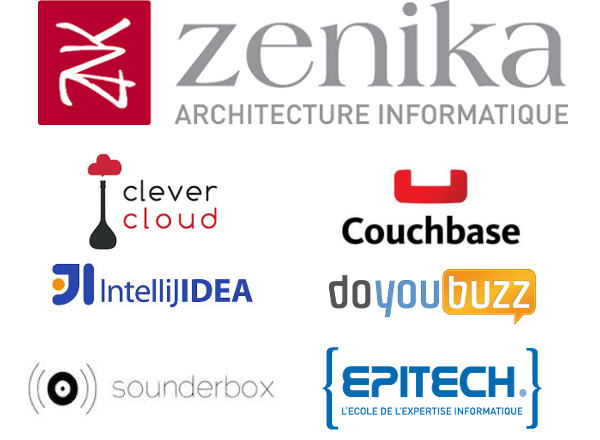 zenika
ARCHITECTURE INFORMATIQUE
clever
cloud
Couchbase
IntelliJIDEA
doyoubuzz
sounderbox
EPITECH.
L'ECOLE DE L'EXPERTISE INFORMATIQUE